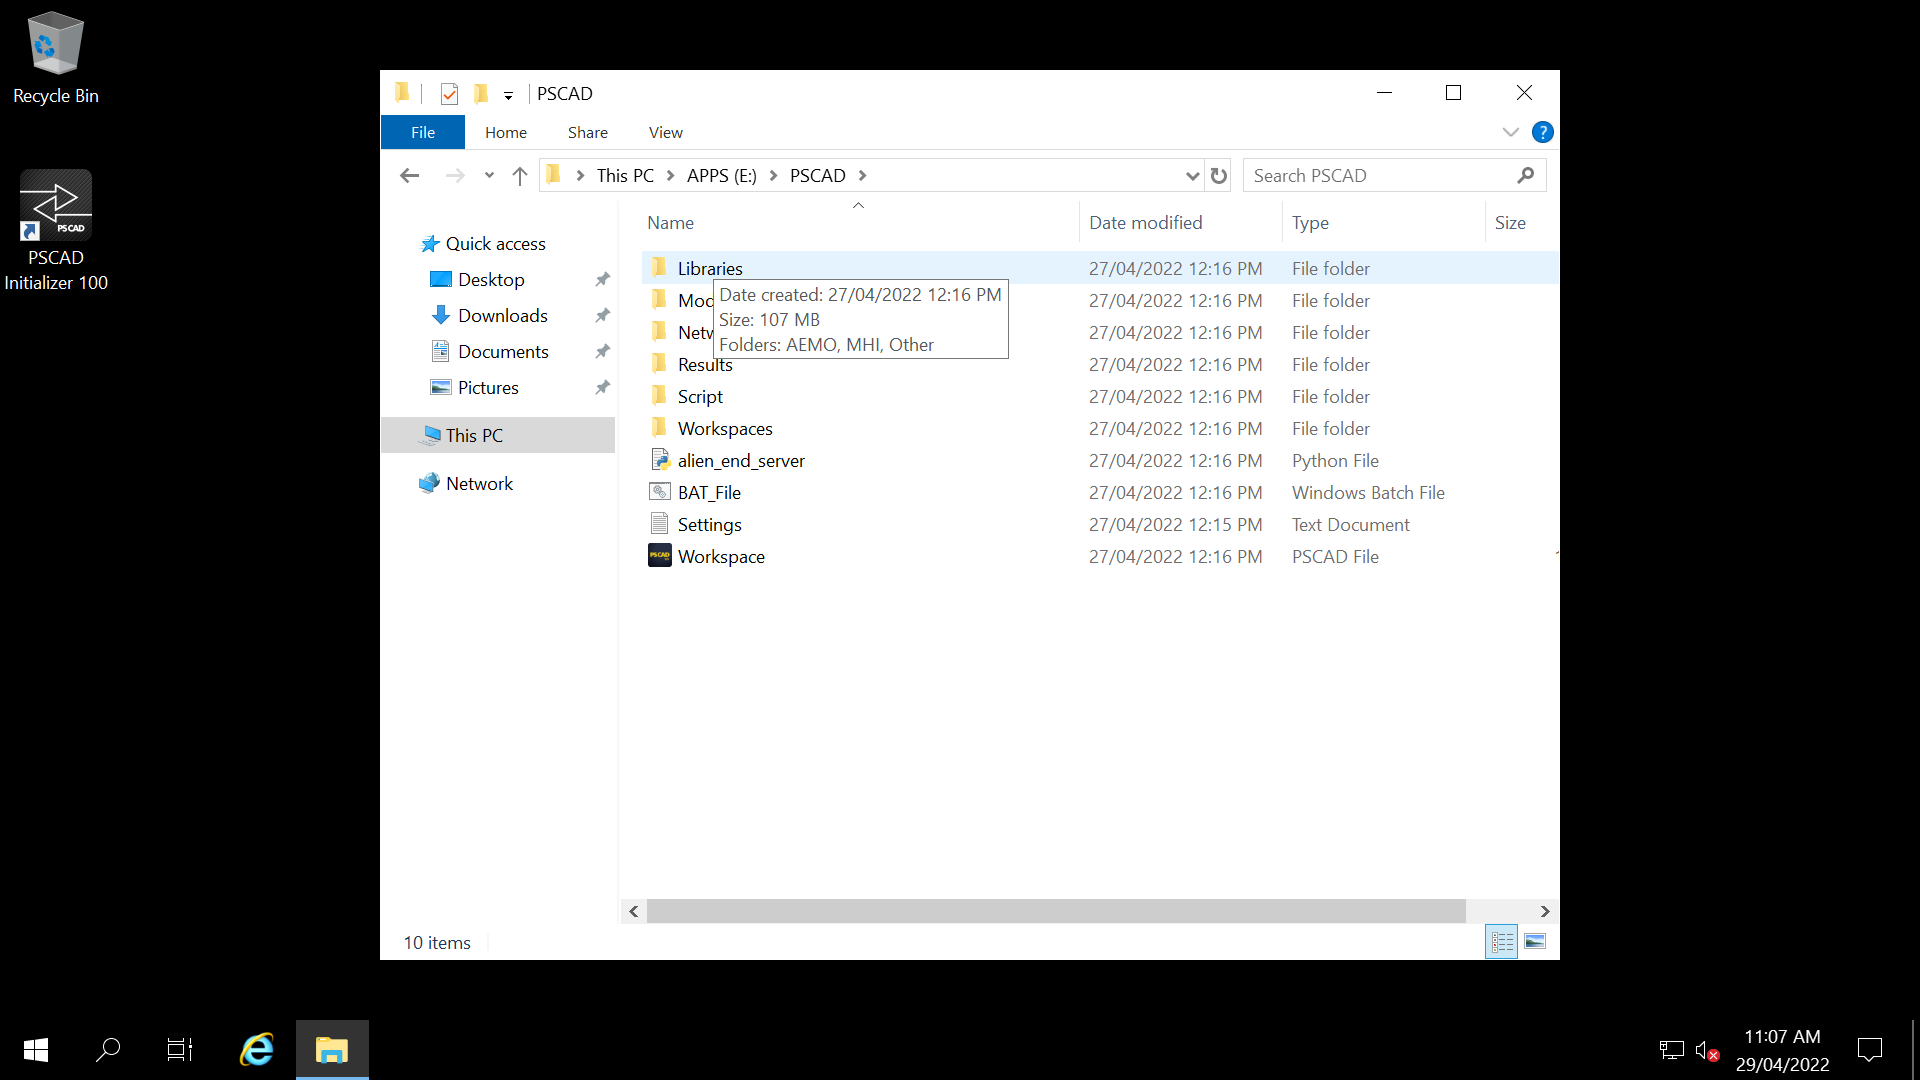 Recycle Bin
PSCAD
PSCAD
Initializer 100
PSCAD
File Home Share View
?
This PC APPS (E:) PSCAD
Search PSCAD
Name Date modified Type Size
Quick access
Desktop
Downloads
Documents
Pictures
This PC
Network
Libraries 27/04/2022 12:16 PM File folder
Date created: 27/04/2022 12:16 PM
Size: 107 MB
Folders: AEMO, MHI, Other
Mod 27/04/2022 12:16 PM File folder
Netw 27/04/2022 12:16 PM File folder
Results 27/04/2022 12:16 PM File folder
Script 27/04/2022 12:16 PM File folder
Workspaces 27/04/2022 12:16 PM File folder
alien_end_server 27/04/2022 12:16 PM Python File
BAT_File 27/04/2022 12:16 PM Windows Batch File
Settings 27/04/2022 12:15 PM Text Document
PSCAD Workspace 27/04/2022 12:16 PM PSCAD File
10 items
11:07 AM
29/04/2022